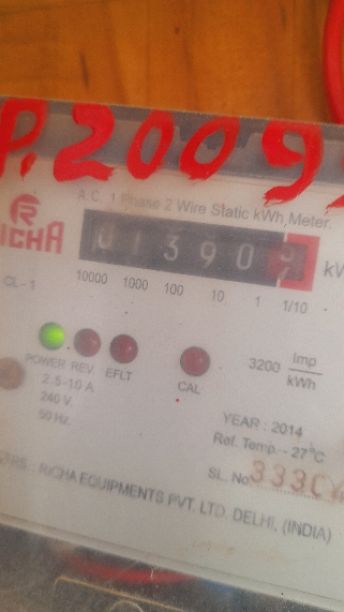 P.2009
A.C. 1 Phase 2 Wire Static kWh Meter.
RICHA
01390
CL-1
10000 1000 100 10 1 1/10
3200 Imp/kWh
POWER REV. EFLT CAL
2.5-10 A
240 V.
50 Hz.
YEAR : 2014
Ref. Temp.- 27°C
SL. No 333C
RICHA EQUIPMENTS PVT. LTD. DELHI, (INDIA)